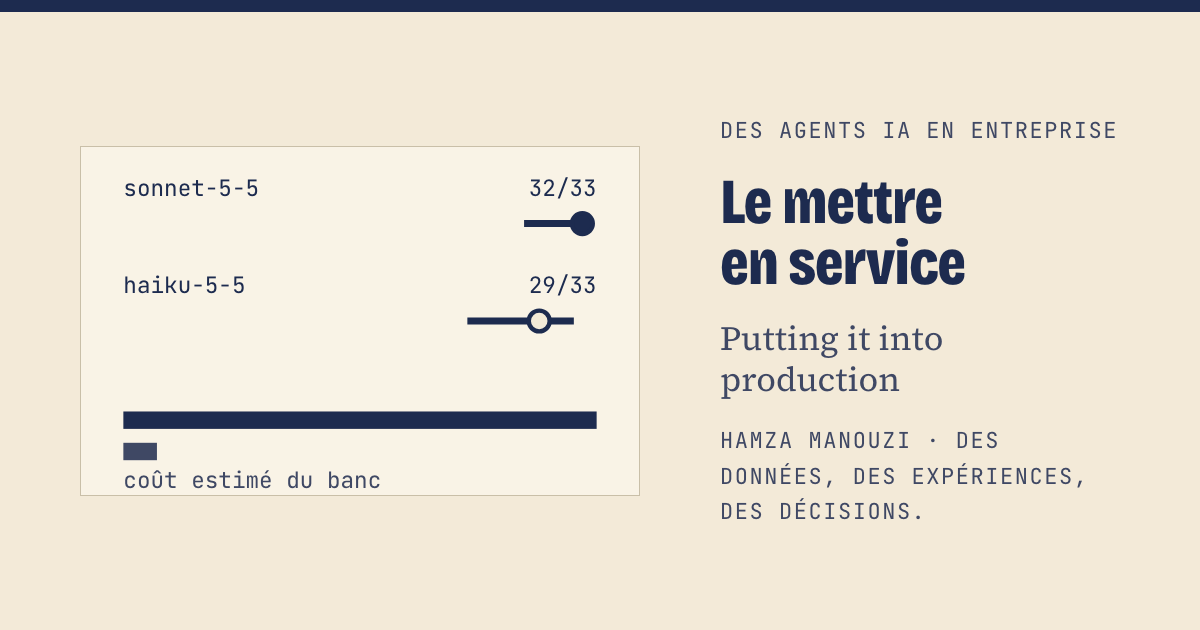 sonnet-5-5 32/33
haiku-5-5 29/33
coût estimé du banc
DES AGENTS IA EN ENTREPRISE
Le mettre
en service
Putting it into
production
HAMZA MANOUZI · DES
DONNÉES, DES EXPÉRIENCES,
DES DÉCISIONS.